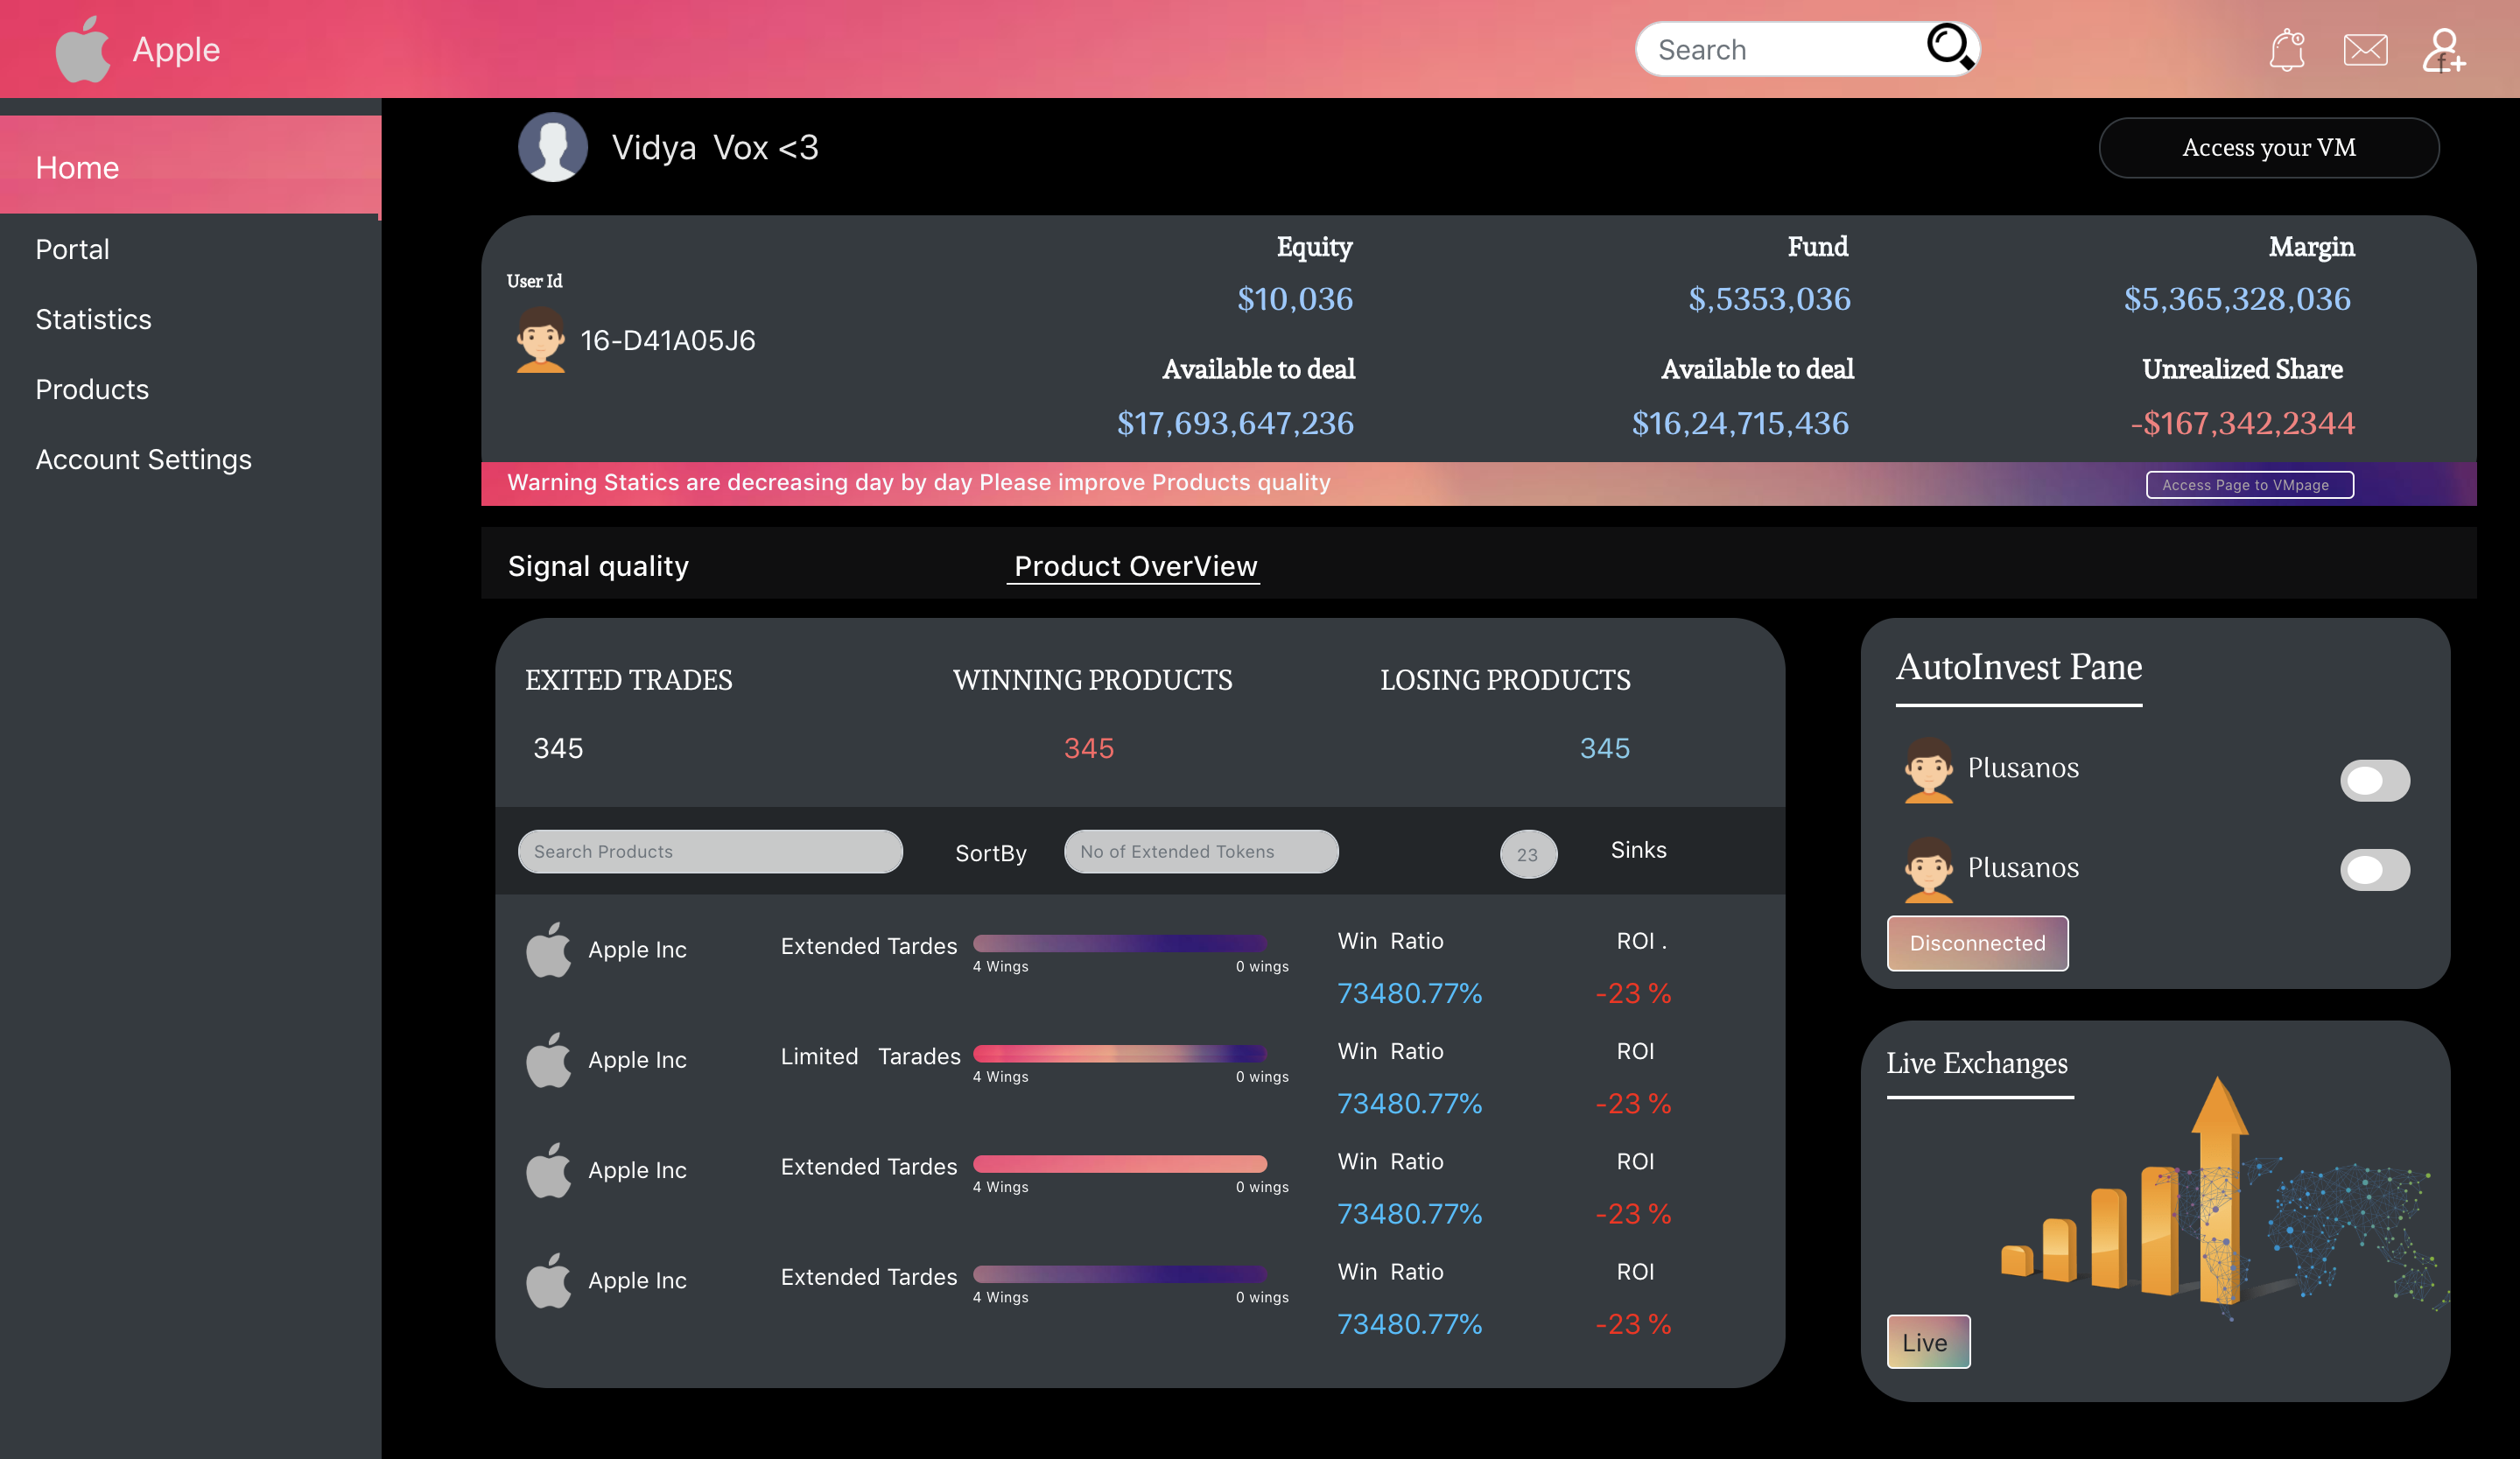 Apple
Search
Home
Portal
Statistics
Products
Account Settings
Vidya  Vox <3
Access your VM
User Id
16-D41A05J6
Equity
$10,036
Available to deal
$17,693,647,236
Fund
$,5353,036
Available to deal
$16,24,715,436
Margin
$5,365,328,036
Unrealized Share
-$167,342,2344
Warning Statics are decreasing day by day Please improve Products quality
Access Page to VMpage
Signal quality
Product OverView
EXITED TRADES
345
WINNING PRODUCTS
345
LOSING PRODUCTS
345
Search Products
SortBy
No of Extended Tokens
23
Sinks
Apple Inc
Extended Tardes
4 Wings
0 wings
Win  Ratio
73480.77%
ROI .
-23 %
Apple Inc
Limited   Tarades
4 Wings
0 wings
Win  Ratio
73480.77%
ROI
-23 %
Apple Inc
Extended Tardes
4 Wings
0 wings
Win  Ratio
73480.77%
ROI
-23 %
Apple Inc
Extended Tardes
4 Wings
0 wings
Win  Ratio
73480.77%
ROI
-23 %
AutoInvest Pane
Plusanos
Plusanos
Disconnected
Live Exchanges
Live